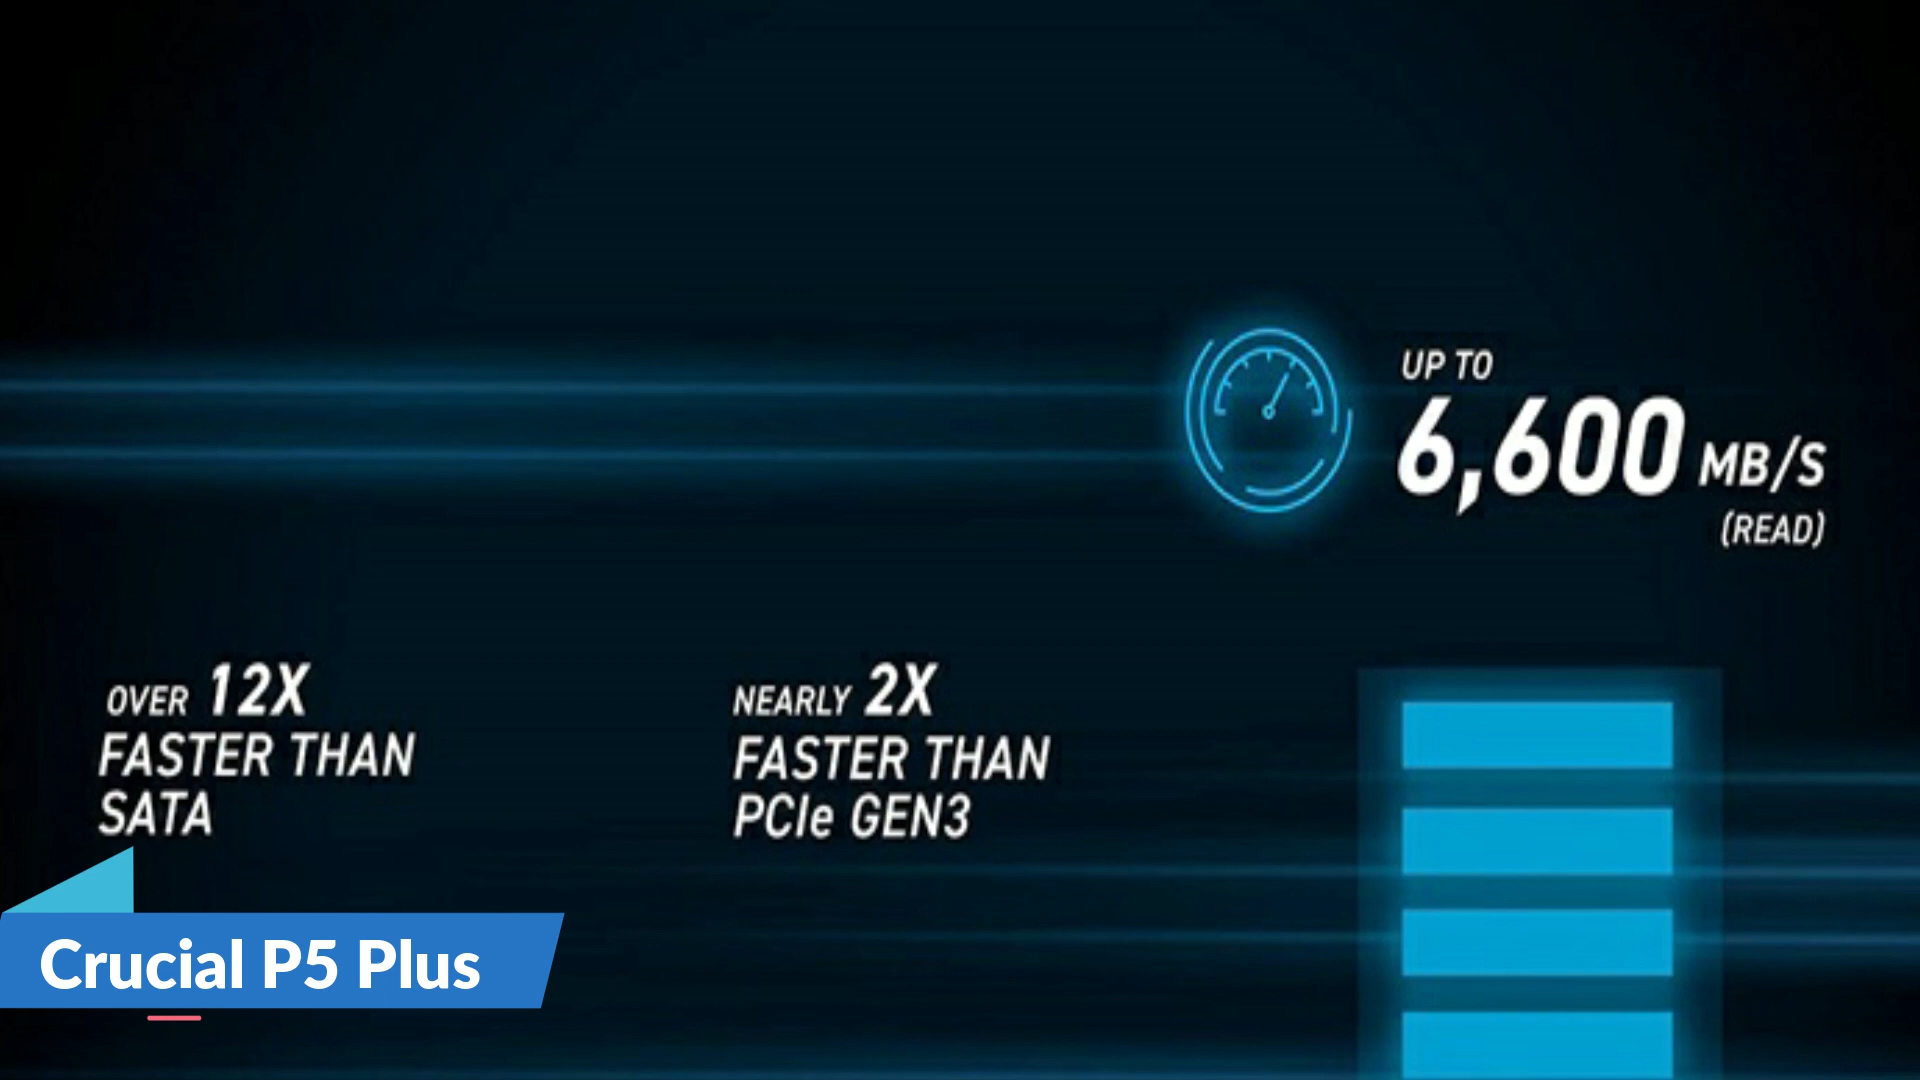 UP TO
6,600 MB/S
(READ)
OVER 12X
FASTER THAN
SATA
NEARLY 2X
FASTER THAN
PCIe GEN3
Crucial P5 Plus